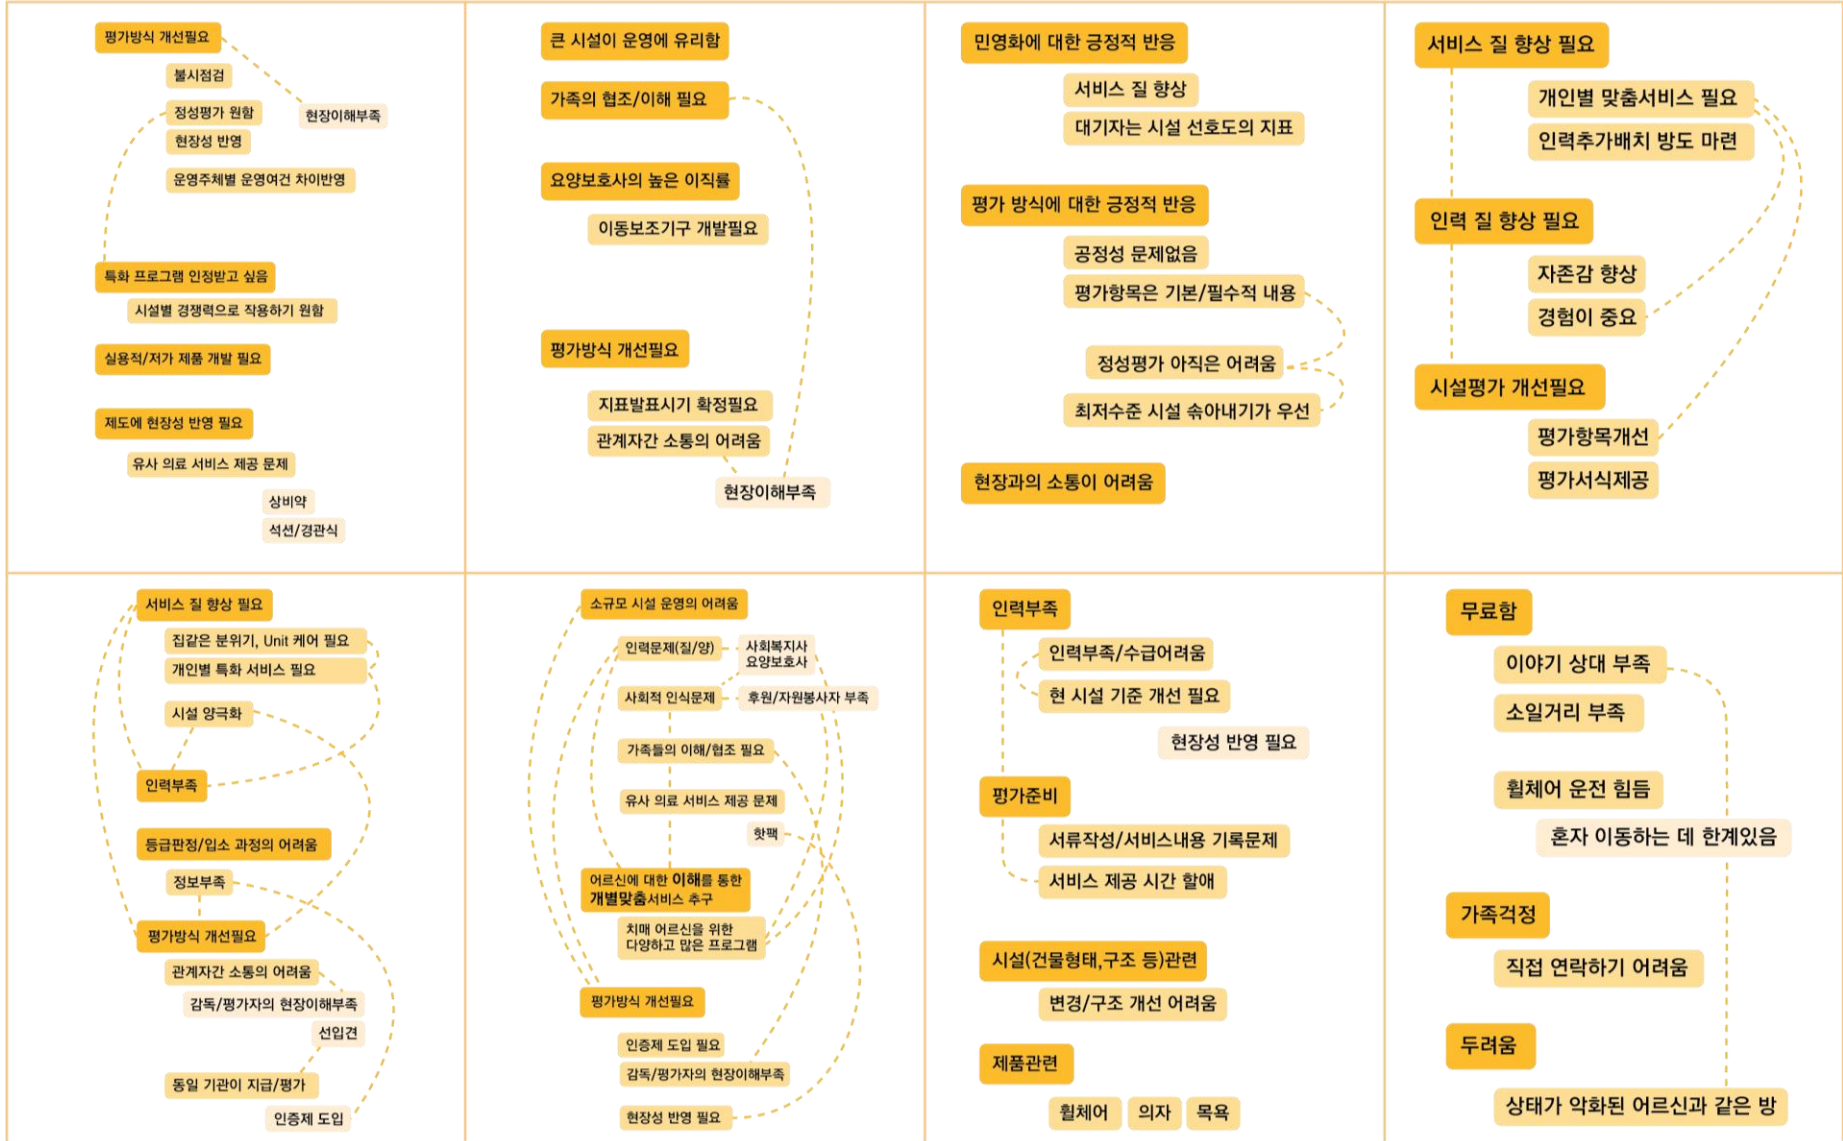 평가방식 개선필요
불시점검
정성평가 원함
현장이해부족
현장성 반영
운영주체별 운영여건 차이반영
특화 프로그램 인정받고 싶음
시설별 경쟁력으로 작용하기 원함
실용적/저가 제품 개발 필요
제도에 현장성 반영 필요
유사 의료 서비스 제공 문제
상비약
석션/경관식
큰 시설이 운영에 유리함
가족의 협조/이해 필요
요양보호사의 높은 이직률
이동보조기구 개발필요
평가방식 개선필요
지표발표시기 확정필요
관계자간 소통의 어려움
현장이해부족
민영화에 대한 긍정적 반응
서비스 질 향상
대기자는 시설 선호도의 지표
평가 방식에 대한 긍정적 반응
공정성 문제없음
평가항목은 기본/필수적 내용
정성평가 아직은 어려움
최저수준 시설 솎아내기가 우선
현장과의 소통이 어려움
서비스 질 향상 필요
개인별 맞춤서비스 필요
인력추가배치 방도 마련
인력 질 향상 필요
자존감 향상
경험이 중요
시설평가 개선필요
평가항목개선
평가서식제공
서비스 질 향상 필요
집같은 분위기, Unit 케어 필요
개인별 특화 서비스 필요
시설 양극화
인력부족
등급판정/입소 과정의 어려움
정보부족
평가방식 개선필요
관계자간 소통의 어려움
감독/평가자의 현장이해부족
선입견
동일 기관이 지급/평가
인증제 도입
소규모 시설 운영의 어려움
인력문제(질/양)
사회복지사
요양보호사
사회적 인식문제
후원/자원봉사자 부족
가족들의 이해/협조 필요
유사 의료 서비스 제공 문제
핫팩
어르신에 대한 이해를 통한
개별맞춤서비스 추구
치매 어르신을 위한
다양하고 많은 프로그램
평가방식 개선필요
인증제 도입 필요
감독/평가자의 현장이해부족
현장성 반영 필요
인력부족
인력부족/수급어려움
현 시설 기준 개선 필요
현장성 반영 필요
평가준비
서류작성/서비스내용 기록문제
서비스 제공 시간 할애
시설(건물형태,구조 등)관련
변경/구조 개선 어려움
제품관련
휠체어
의자
목욕
무료함
이야기 상대 부족
소일거리 부족
휠체어 운전 힘듬
혼자 이동하는 데 한계있음
가족걱정
직접 연락하기 어려움
두려움
상태가 악화된 어르신과 같은 방